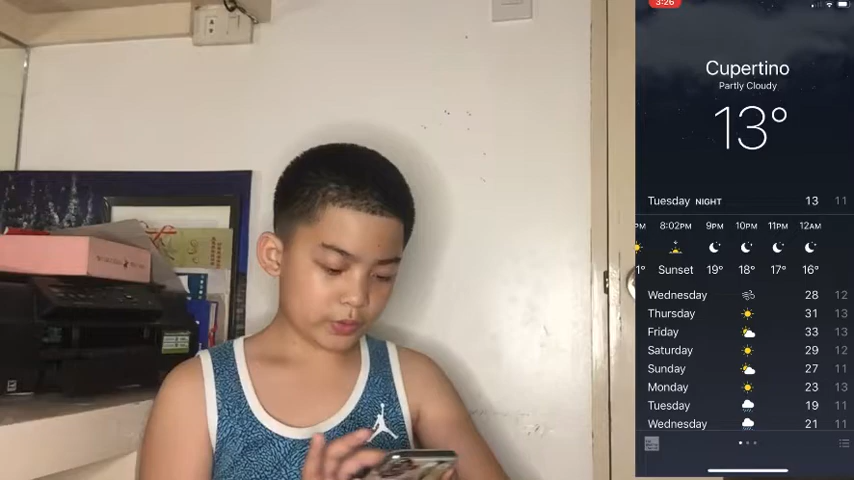 3:26
Cupertino
Partly Cloudy
13°
Tuesday NIGHT 13 11
PM 8:02PM 9PM 10PM 11PM 12AM
1° Sunset 19° 18° 17° 16°
Wednesday 28 12
Thursday 31 13
Friday 33 13
Saturday 29 12
Sunday 27 11
Monday 23 13
Tuesday 19 11
Wednesday 21 11